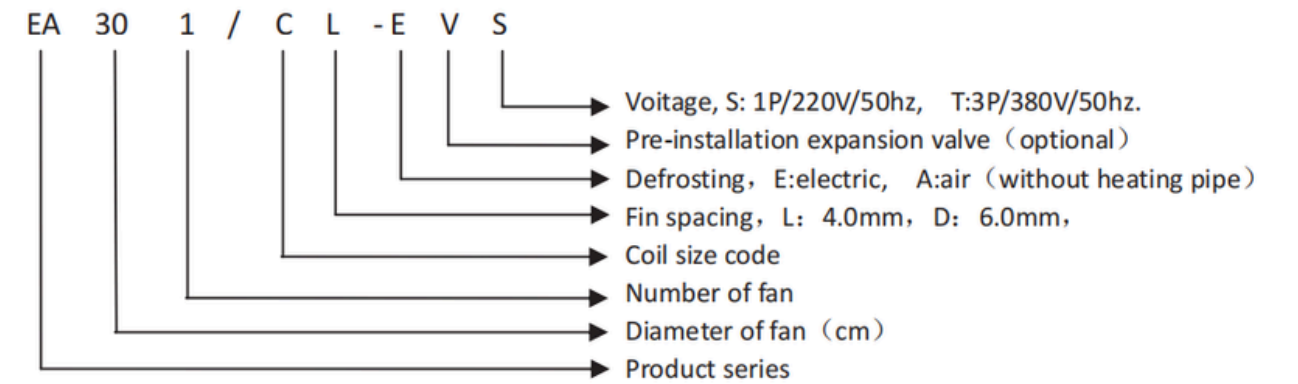 EA 30 1 / C L -E V S
Voitage, S: 1P/220V/50hz, T:3P/380V/50hz.
Pre-installation expansion valve（optional）
Defrosting，E:electric, A:air（without heating pipe）
Fin spacing，L：4.0mm，D：6.0mm，
Coil size code
Number of fan
Diameter of fan（cm）
Product series